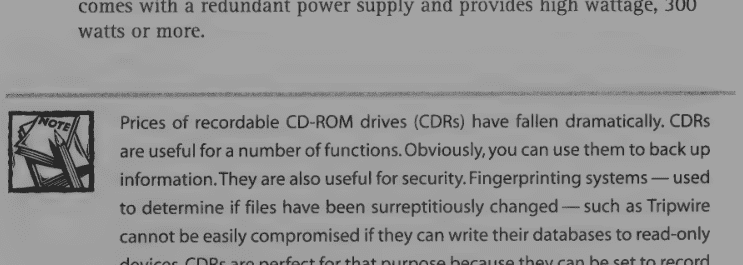 comes with a redundant power supply and provides high wattage, 300
watts or more.
NOTE
Prices of recordable CD-ROM drives (CDRs) have fallen dramatically. CDRs
are useful for a number of functions. Obviously, you can use them to back up
information. They are also useful for security. Fingerprinting systems — used
to determine if files have been surreptitiously changed — such as Tripwire
cannot be easily compromised if they can write their databases to read-only
devices. CDRs are perfect for that purpose because they can be set to record